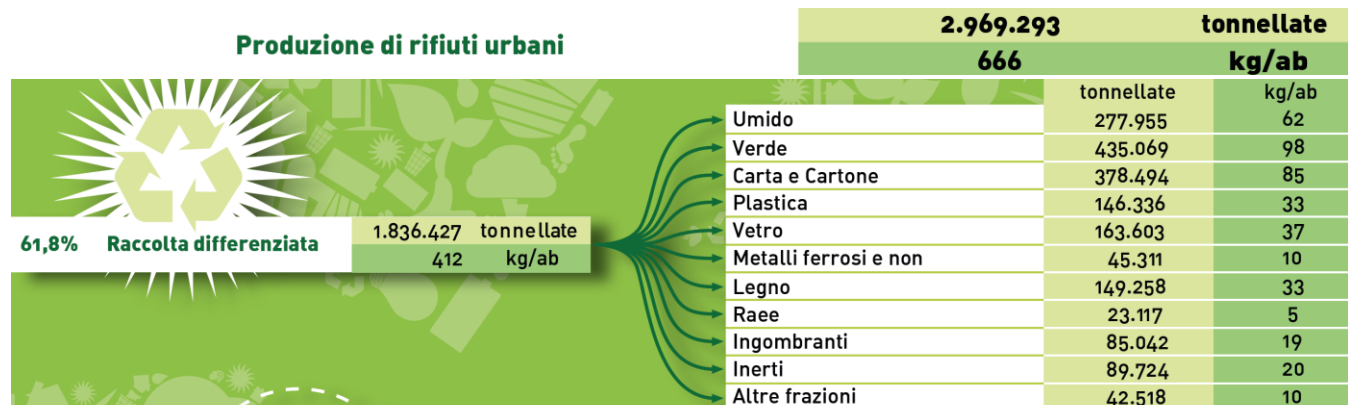 Produzione di rifiuti urbani
2.969.293 tonnellate
666 kg/ab
tonnellate kg/ab
Umido 277.955 62
Verde 435.069 98
Carta e Cartone 378.494 85
Plastica 146.336 33
Vetro 163.603 37
Metalli ferrosi e non 45.311 10
Legno 149.258 33
Raee 23.117 5
Ingombranti 85.042 19
Inerti 89.724 20
Altre frazioni 42.518 10
61,8% Raccolta differenziata
1.836.427 tonnellate
412 kg/ab